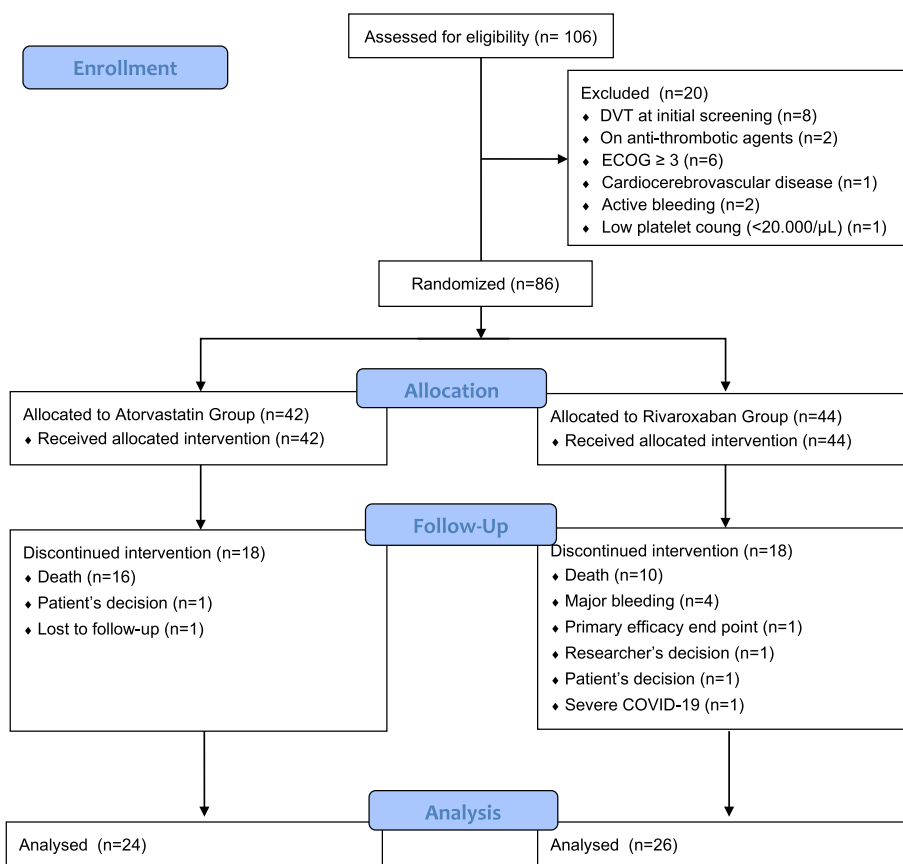 Assessed for eligibility (n= 106)
Enrollment
Excluded (n=20)
♦ DVT at initial screening (n=8)
♦ On anti-thrombotic agents (n=2)
♦ ECOG ≥ 3 (n=6)
♦ Cardiocerebrovascular disease (n=1)
♦ Active bleeding (n=2)
♦ Low platelet coung (<20.000/µL) (n=1)
Randomized (n=86)
Allocation
Allocated to Atorvastatin Group (n=42)
♦ Received allocated intervention (n=42)
Allocated to Rivaroxaban Group (n=44)
♦ Received allocated intervention (n=44)
Follow-Up
Discontinued intervention (n=18)
♦ Death (n=16)
♦ Patient's decision (n=1)
♦ Lost to follow-up (n=1)
Discontinued intervention (n=18)
♦ Death (n=10)
♦ Major bleeding (n=4)
♦ Primary efficacy end point (n=1)
♦ Researcher's decision (n=1)
♦ Patient's decision (n=1)
♦ Severe COVID-19 (n=1)
Analysis
Analysed (n=24)
Analysed (n=26)